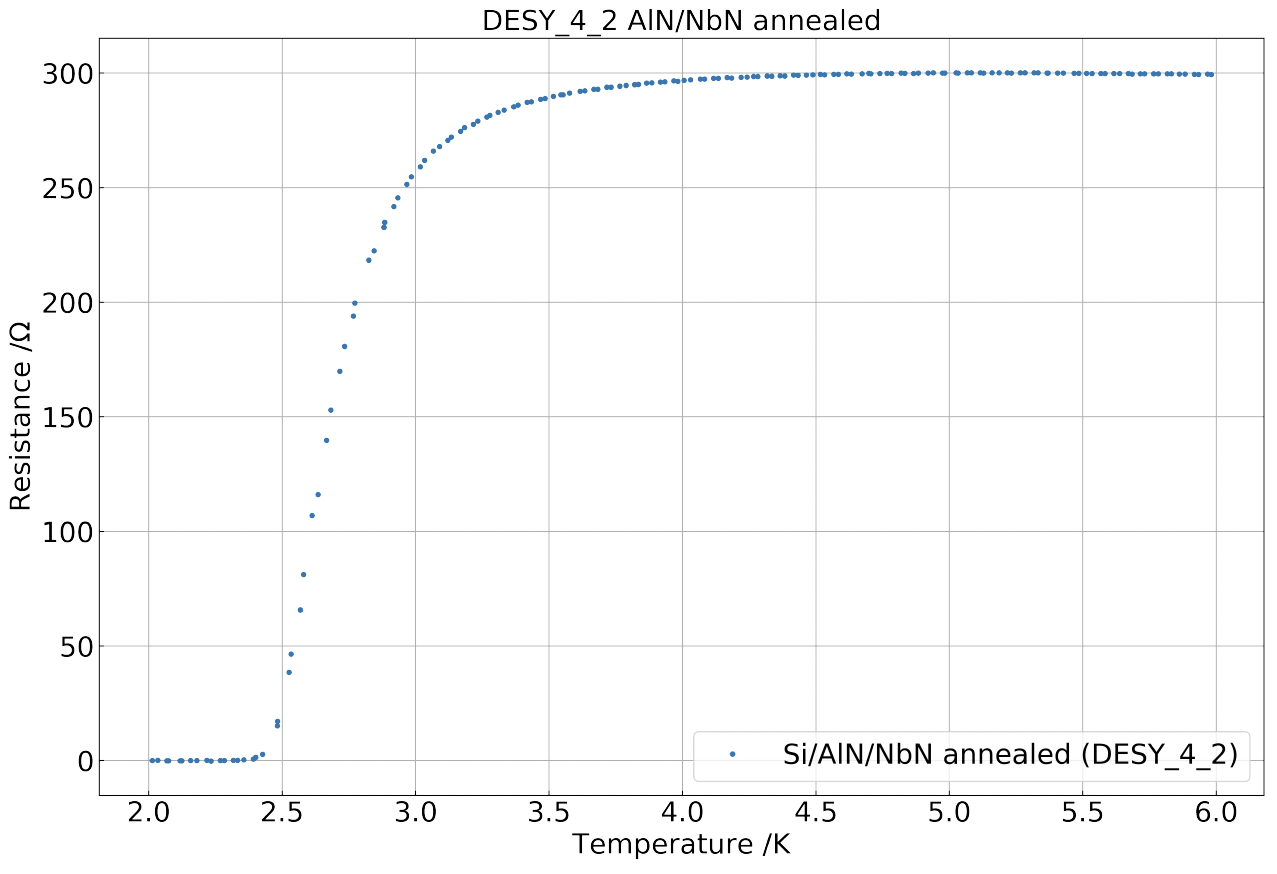 DESY_4_2 AlN/NbN annealed
Resistance /Ω
300
250
200
150
100
50
0
Si/AlN/NbN annealed (DESY_4_2)
2.0 2.5 3.0 3.5 4.0 4.5 5.0 5.5 6.0
Temperature /K